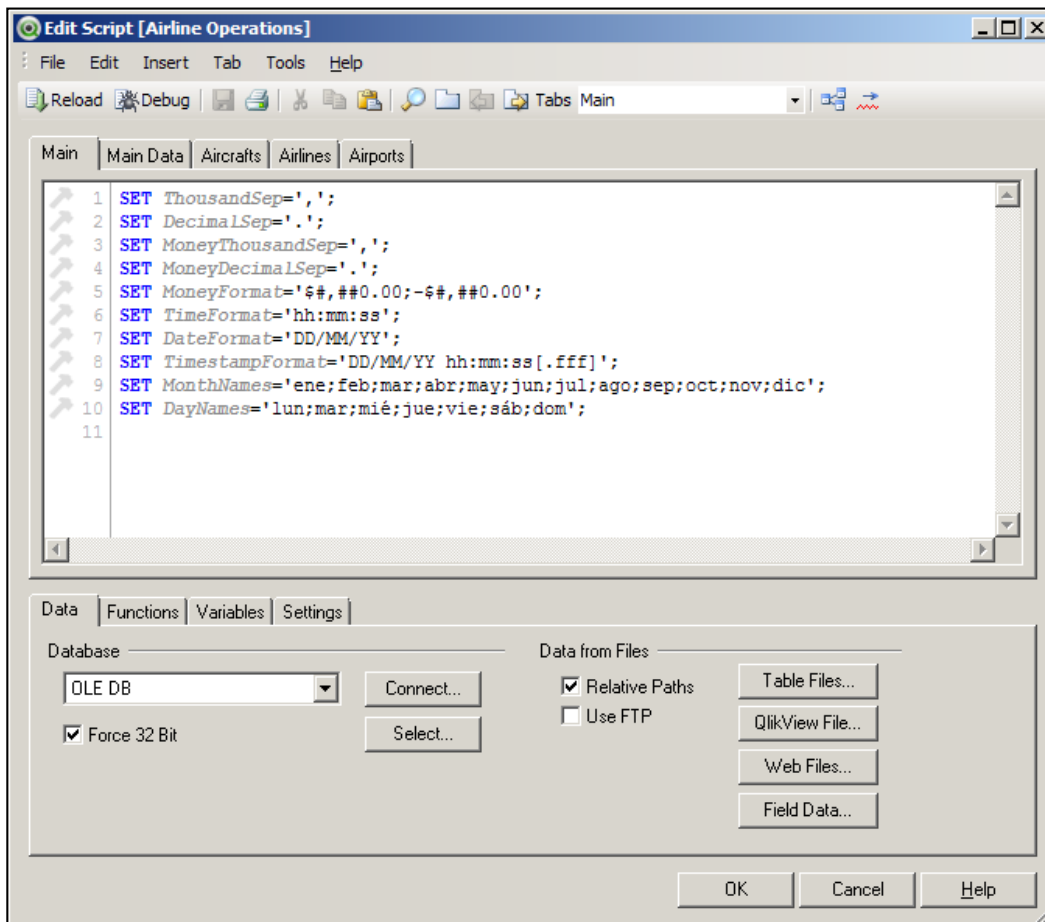 Edit Script [Airline Operations]
File Edit Insert Tab Tools Help
Reload Debug Tabs Main
Main Main Data Aircrafts Airlines Airports
1 SET ThousandSep=',';
2 SET DecimalSep='.';
3 SET MoneyThousandSep=',';
4 SET MoneyDecimalSep='.';
5 SET MoneyFormat='$#,##0.00;-$#,##0.00';
6 SET TimeFormat='hh:mm:ss';
7 SET DateFormat='DD/MM/YY';
8 SET TimestampFormat='DD/MM/YY hh:mm:ss[.fff]';
9 SET MonthNames='ene;feb;mar;abr;may;jun;jul;ago;sep;oct;nov;dic';
10 SET DayNames='lun;mar;mié;jue;vie;sáb;dom';
11
Data Functions Variables Settings
Database Data from Files
OLE DB Connect... Relative Paths Table Files...
Force 32 Bit Select... Use FTP QlikView File...
Web Files...
Field Data...
OK Cancel Help